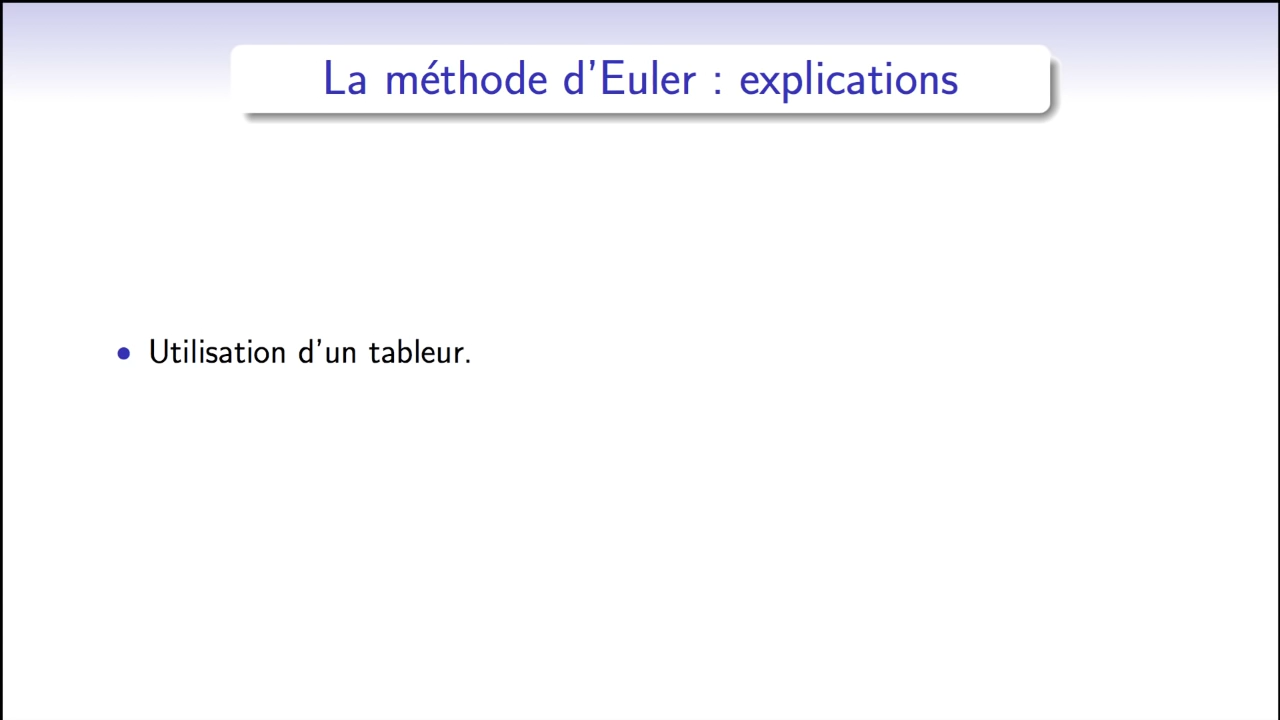 La méthode d'Euler : explications
• Utilisation d'un tableur.